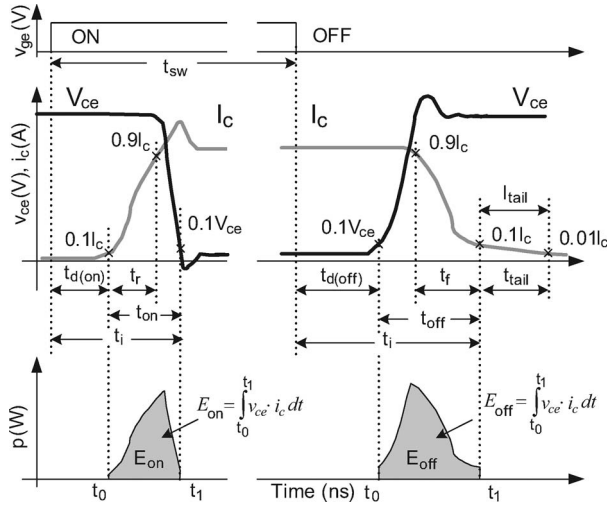 v_ge(V)
ON
OFF
t_sw
v_ce(V), i_c(A)
V_ce
I_c
I_c
V_ce
0.9I_c
0.9I_c
0.1I_c
0.1V_ce
0.1V_ce
I_tail
0.1I_c
0.01I_c
t_d(on)
t_r
t_d(off)
t_f
t_tail
t_on
t_off
t_i
t_i
p(W)
E_on = ∫_t0^t1 v_ce · i_c dt
E_off = ∫_t0^t1 v_ce · i_c dt
E_on
E_off
t_0
t_1
Time (ns)
t_0
t_1